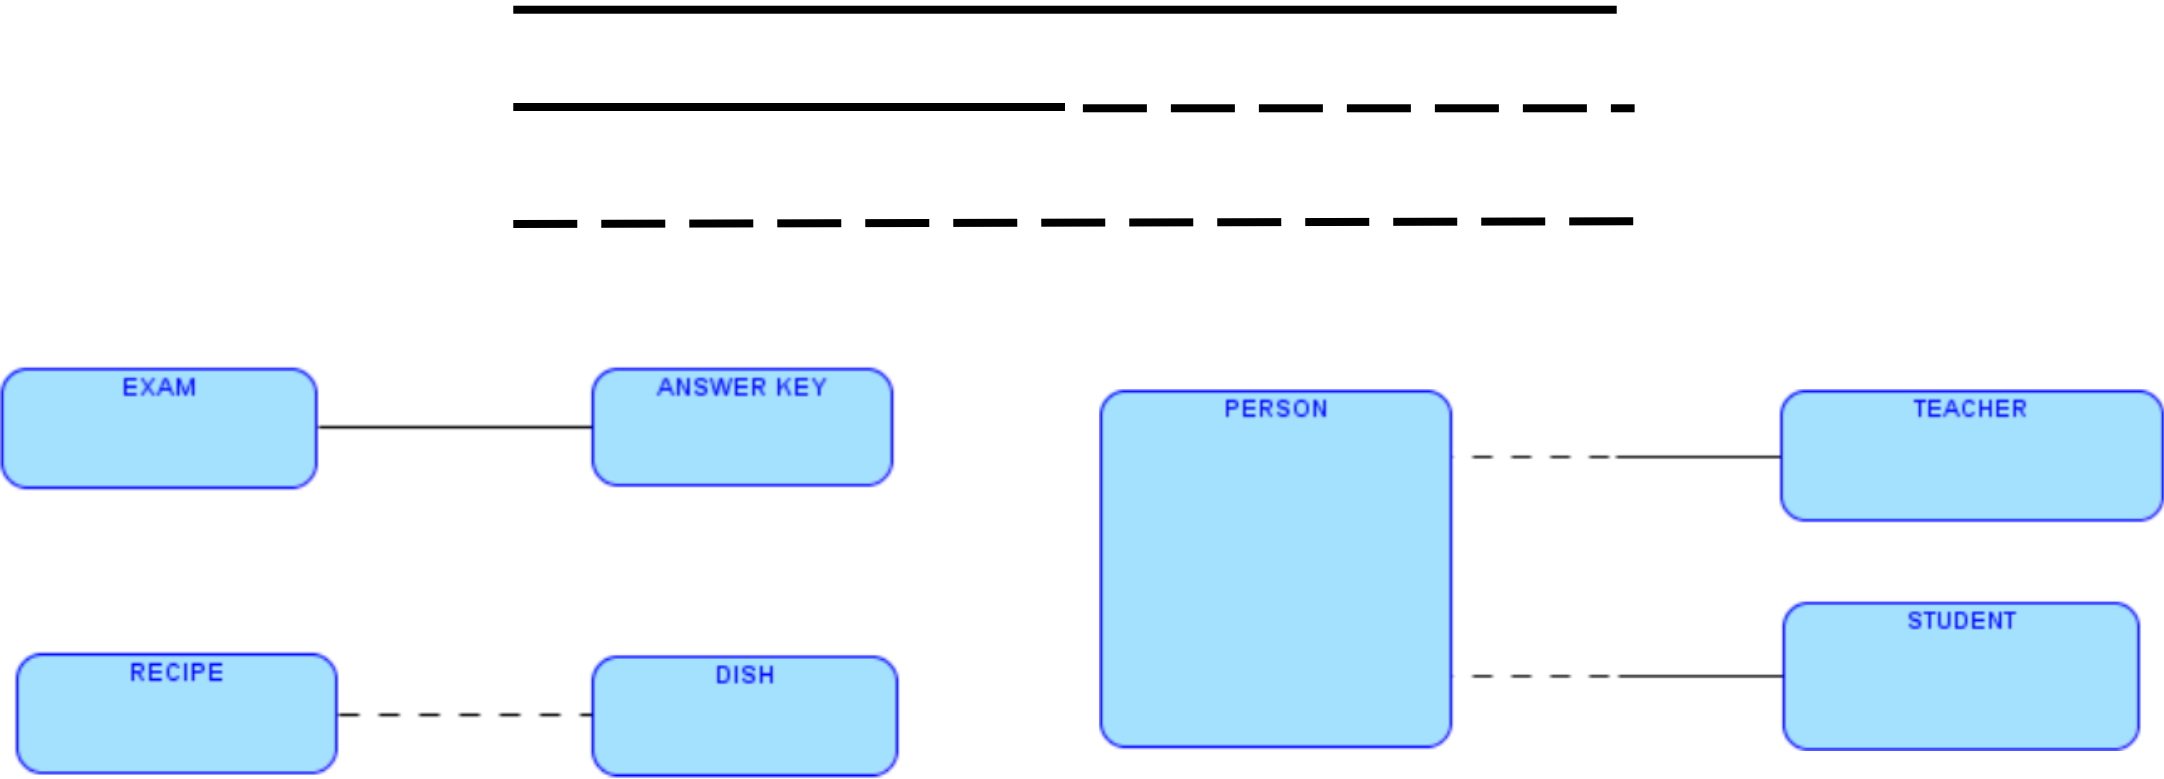 EXAM
ANSWER KEY
PERSON
TEACHER
STUDENT
RECIPE
DISH